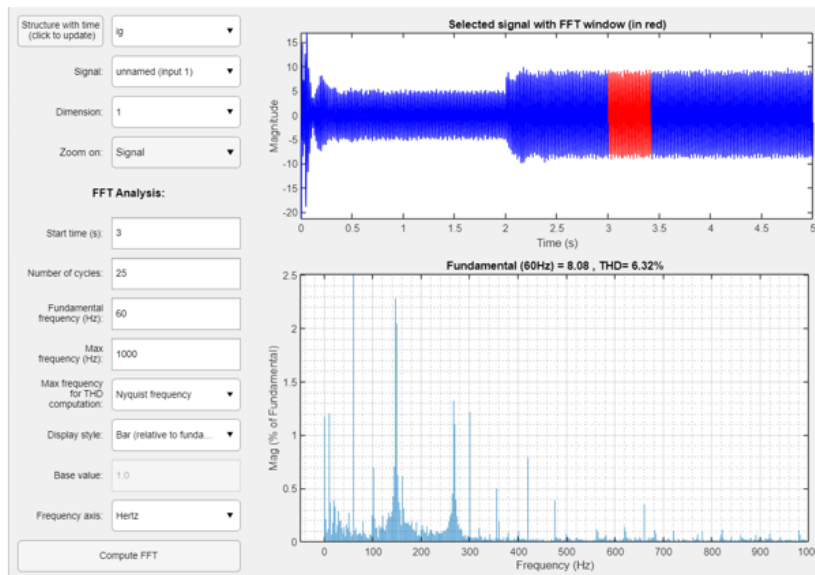 Structure with time
(click to update)
ig
Signal:
unnamed (input 1)
Dimension:
1
Zoom on:
Signal
FFT Analysis:
Start time (s):
3
Number of cycles:
25
Fundamental
frequency (Hz):
60
Max
frequency (Hz):
1000
Max frequency
for THD
computation:
Nyquist frequency
Display style:
Bar (relative to funda...
Base value:
1.0
Frequency axis:
Hertz
Compute FFT
Selected signal with FFT window (in red)
Magnitude
15
10
5
0
-5
-10
-15
-20
0 0.5 1 1.5 2 2.5 3 3.5 4 4.5 5
Time (s)
Fundamental (60Hz) = 8.08 , THD= 6.32%
Mag (% of Fundamental)
2.5
2
1.5
1
0.5
0
0 100 200 300 400 500 600 700 800 900 1000
Frequency (Hz)